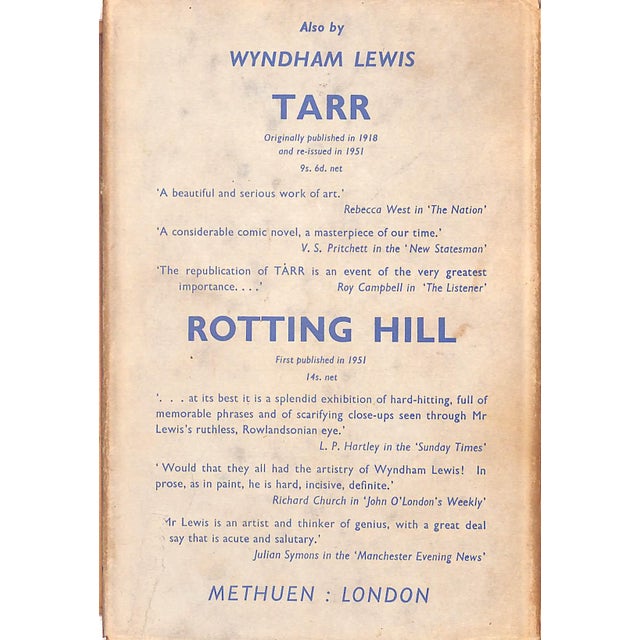 Also by
WYNDHAM LEWIS
TARR
Originally published in 1918
and re-issued in 1951
9s. 6d. net
'A beautiful and serious work of art.'
Rebecca West in 'The Nation'
'A considerable comic novel, a masterpiece of our time.'
V. S. Pritchett in the 'New Statesman'
'The republication of TARR is an event of the very greatest
importance. . . .' Roy Campbell in 'The Listener'
ROTTING HILL
First published in 1951
14s. net
'. . . at its best it is a splendid exhibition of hard-hitting, full of
memorable phrases and of scarifying close-ups seen through Mr
Lewis's ruthless, Rowlandsonian eye.'
L. P. Hartley in the 'Sunday Times'
'Would that they all had the artistry of Wyndham Lewis! In
prose, as in paint, he is hard, incisive, definite.'
Richard Church in 'John O'London's Weekly'
Mr Lewis is an artist and thinker of genius, with a great deal
say that is acute and salutary.'
Julian Symons in the 'Manchester Evening News'
METHUEN : LONDON